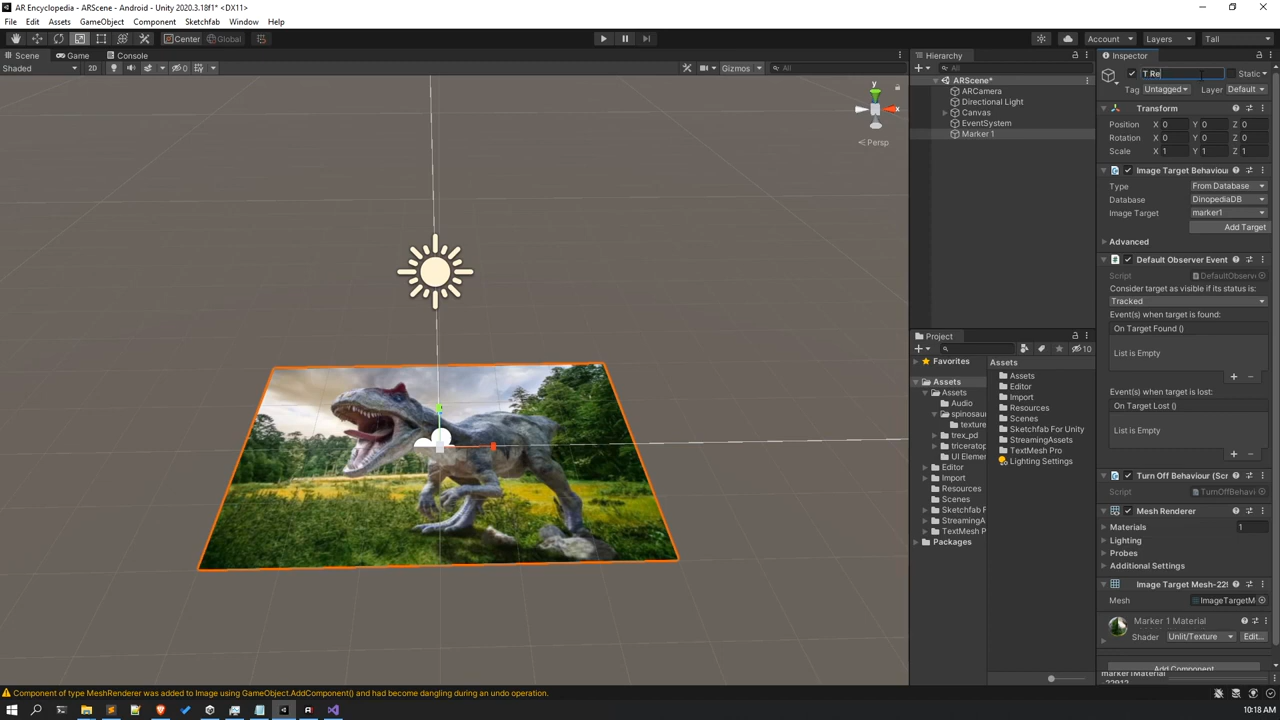 AR Encyclopedia - ARScene - Android - Unity 2020.3.18f1* <DX11>
File Edit Assets GameObject Component Sketchfab Window Help
Center Global Account Layers Tall
Scene Game Console
Shaded 2D 0 Gizmos All
y
x
Persp
Hierarchy
All
ARScene*
ARCamera
Directional Light
Canvas
EventSystem
Marker 1
Project
10
Favorites
Assets
Assets
Audio
spinosau
texture
trex_pd
tricerato
UI Elemer
Editor
Import
Resources
Scenes
Sketchfab F
StreamingA
TextMesh P
Packages
Assets
Assets
Editor
Import
Resources
Scenes
Sketchfab For Unity
StreamingAssets
TextMesh Pro
Lighting Settings
Inspector
T Re Static
Tag Untagged Layer Default
Transform
Position X 0 Y 0 Z 0
Rotation X 0 Y 0 Z 0
Scale X 1 Y 1 Z 1
Image Target Behaviou
Type From Database
Database DinopediaDB
Image Target marker1
Add Target
Advanced
Default Observer Event
Script DefaultObserv
Consider target as visible if its status is:
Tracked
Event(s) when target is found:
On Target Found ()
List is Empty
Event(s) when target is lost:
On Target Lost ()
List is Empty
Turn Off Behaviour (Scr
Script TurnOffBehavi
Mesh Renderer
Materials 1
Lighting
Probes
Additional Settings
Image Target Mesh-22
Mesh ImageTargetM
Marker 1 Material
Shader Unlit/Texture Edit...
Add Component
marker1Material
Component of type MeshRenderer was added to Image using GameObject.AddComponent() and had become dangling during an undo operation.
10:18 AM